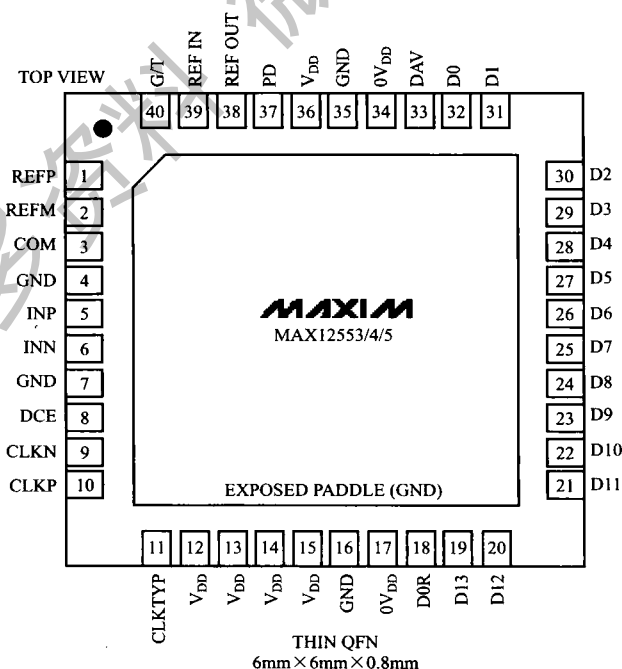 TOP VIEW
G/T
REF IN
REF OUT
PD
VDD
GND
0VDD
DAV
D0
D1
40 39 38 37 36 35 34 33 32 31
REFP 1
REFM 2
COM 3
GND 4
INP 5
INN 6
GND 7
DCE 8
CLKN 9
CLKP 10
MAXIM
MAX12553/4/5
EXPOSED PADDLE (GND)
30 D2
29 D3
28 D4
27 D5
26 D6
25 D7
24 D8
23 D9
22 D10
21 D11
11 12 13 14 15 16 17 18 19 20
CLKTYP
VDD
VDD
VDD
VDD
GND
0VDD
D0R
D13
D12
THIN QFN
6mm×6mm×0.8mm
资料